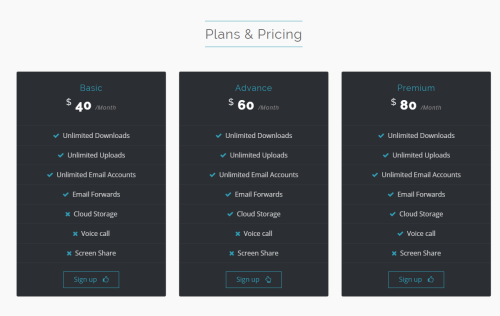 Plans & Pricing
Basic
$ 40 /Month
Unlimited Downloads
Unlimited Uploads
Unlimited Email Accounts
Email Forwards
Cloud Storage
Voice call
Screen Share
Sign up
Advance
$ 60 /Month
Unlimited Downloads
Unlimited Uploads
Unlimited Email Accounts
Email Forwards
Cloud Storage
Voice call
Screen Share
Sign up
Premium
$ 80 /Month
Unlimited Downloads
Unlimited Uploads
Unlimited Email Accounts
Email Forwards
Cloud Storage
Voice call
Screen Share
Sign up